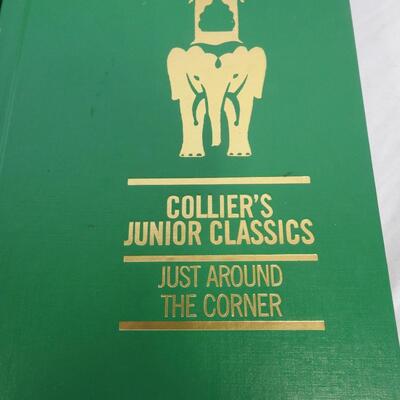 COLLIER'S
JUNIOR CLASSICS
JUST AROUND
THE CORNER